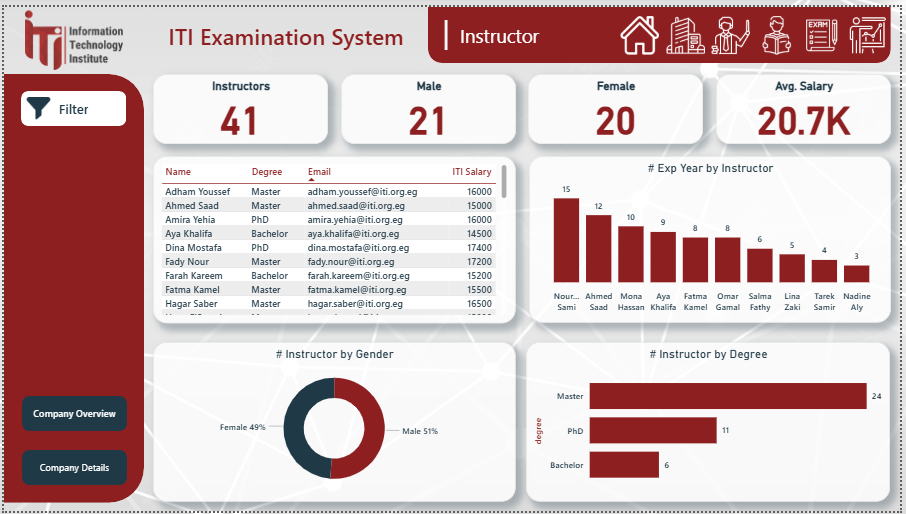 iTi
Information
Technology
Institute
ITI Examination System
Instructor
EXAM
Filter
Instructors
41
Male
21
Female
20
Avg. Salary
20.7K
Name Degree Email ITI Salary
Adham Youssef Master adham.youssef@iti.org.eg 16000
Ahmed Saad Master ahmed.saad@iti.org.eg 15000
Amira Yehia PhD amira.yehia@iti.org.eg 16000
Aya Khalifa Bachelor aya.khalifa@iti.org.eg 14500
Dina Mostafa PhD dina.mostafa@iti.org.eg 17400
Fady Nour Master fady.nour@iti.org.eg 17200
Farah Kareem Bachelor farah.kareem@iti.org.eg 15200
Fatma Kamel Master fatma.kamel@iti.org.eg 15500
Hagar Saber Master hagar.saber@iti.org.eg 16500
# Exp Year by Instructor
15 12 10 9 8 8 6 5 4 3
Nour... Ahmed Mona Aya Fatma Omar Salma Lina Tarek Nadine
Sami Saad Hassan Khalifa Kamel Gamal Fathy Zaki Samir Aly
# Instructor by Gender
Female 49%
Male 51%
# Instructor by Degree
degree
Master 24
PhD 11
Bachelor 6
Company Overview
Company Details